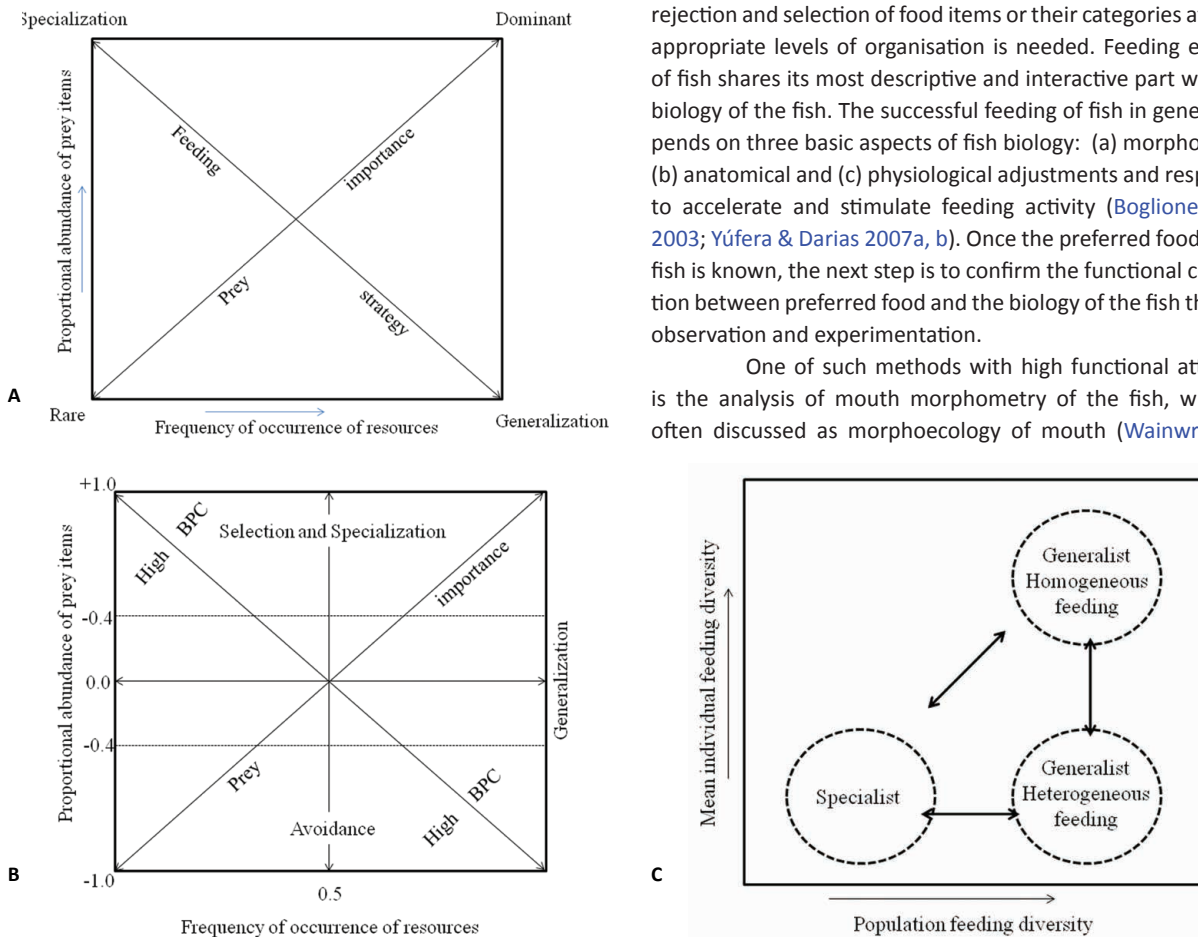 Specialization
Dominant
Proportional abundance of prey items
Feeding
importance
Prey
strategy
A
Rare
Frequency of occurrence of resources
Generalization
rejection and selection of food items or their categories a
appropriate levels of organisation is needed. Feeding e
of fish shares its most descriptive and interactive part w
biology of the fish. The successful feeding of fish in gene
pends on three basic aspects of fish biology: (a) morpho
(b) anatomical and (c) physiological adjustments and resp
to accelerate and stimulate feeding activity (Boglione
2003; Yúfera & Darias 2007a, b). Once the preferred food
fish is known, the next step is to confirm the functional c
tion between preferred food and the biology of the fish th
observation and experimentation.
One of such methods with high functional att
is the analysis of mouth morphometry of the fish, w
often discussed as morphoecology of mouth (Wainwr
+1.0
Proportional abundance of prey items
High BPC
Selection and Specialization
importance
-0.4
0.0
Generalization
-0.4
Prey
High BPC
Avoidance
B
-1.0
0
0.5
Frequency of occurrence of resources
Mean individual feeding diversity
Generalist
Homogeneous
feeding
Specialist
Generalist
Heterogeneous
feeding
C
Population feeding diversity